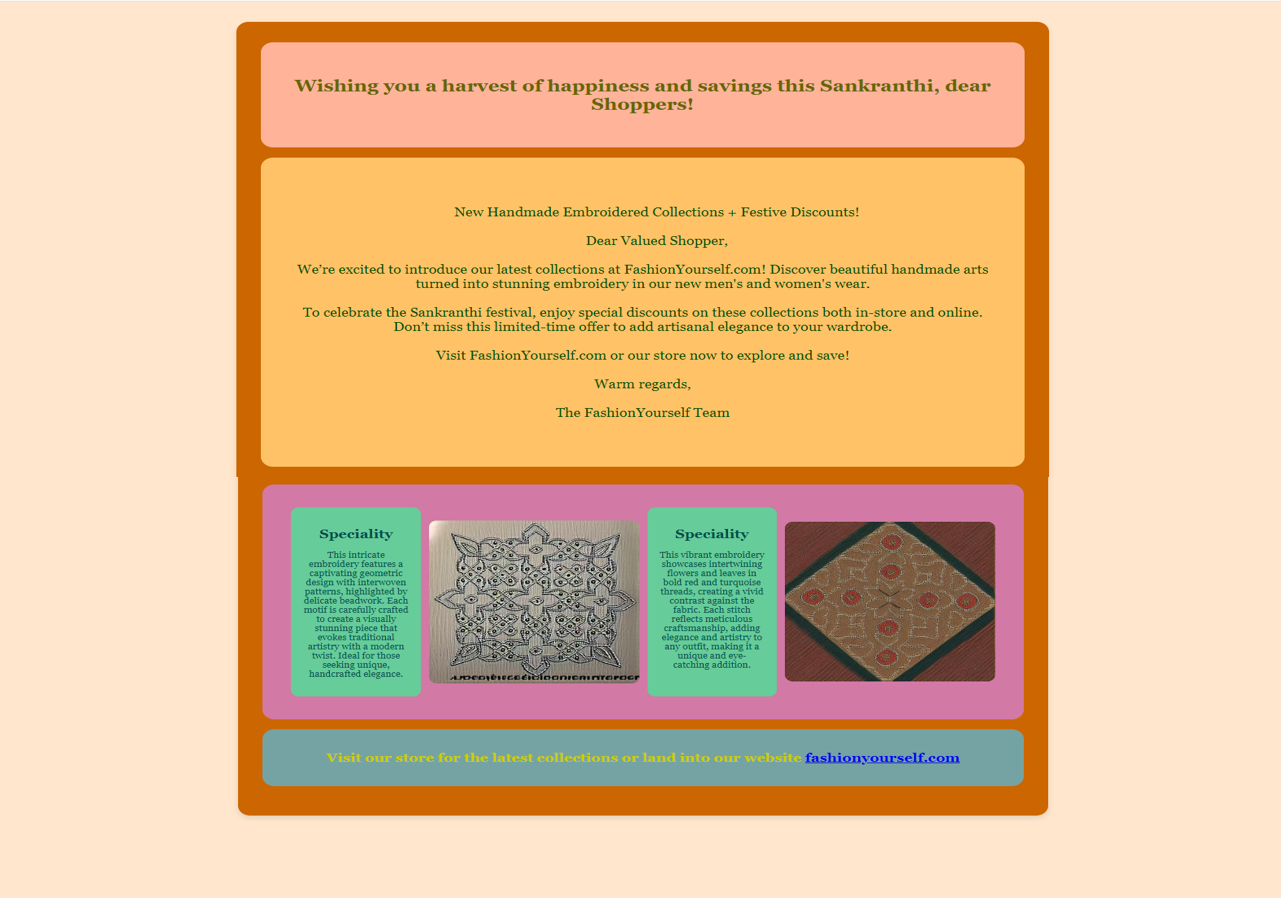 Wishing you a harvest of happiness and savings this Sankranthi, dear
Shoppers!
New Handmade Embroidered Collections + Festive Discounts!
Dear Valued Shopper,
We're excited to introduce our latest collections at FashionYourself.com! Discover beautiful handmade arts
turned into stunning embroidery in our new men's and women's wear.
To celebrate the Sankranthi festival, enjoy special discounts on these collections both in-store and online.
Don't miss this limited-time offer to add artisanal elegance to your wardrobe.
Visit FashionYourself.com or our store now to explore and save!
Warm regards,
The FashionYourself Team
Speciality
This intricate
embroidery features a
captivating geometric
design with interwoven
patterns, highlighted by
delicate beadwork. Each
motif is carefully crafted
to create a visually
stunning piece that
evokes traditional
artistry with a modern
twist. Ideal for those
seeking unique,
handcrafted elegance.
Speciality
This vibrant embroidery
showcases intertwining
flowers and leaves in
bold red and turquoise
threads, creating a vivid
contrast against the
fabric. Each stitch
reflects meticulous
craftsmanship, adding
elegance and artistry to
any outfit, making it a
unique and eye-
catching addition.
Visit our store for the latest collections or land into our website fashionyourself.com